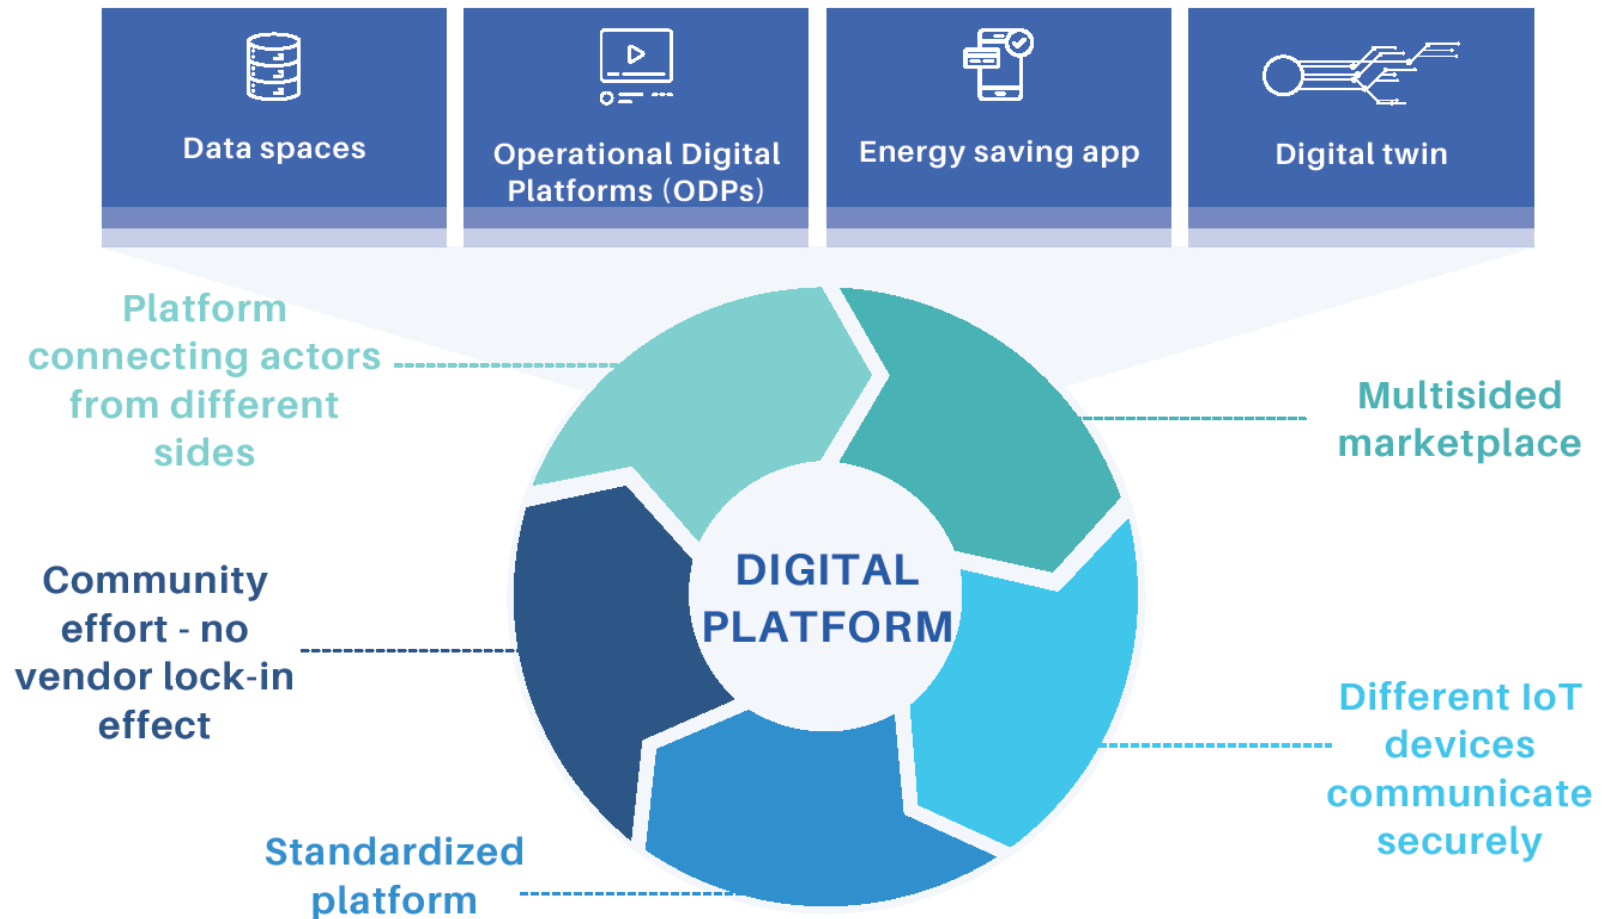 Data spaces
Operational Digital
Platforms (ODPs)
Energy saving app
Digital twin
Platform
connecting actors
from different
sides
Multisided
marketplace
DIGITAL
PLATFORM
Community
effort - no
vendor lock-in
effect
Different IoT
devices
communicate
securely
Standardized
platform